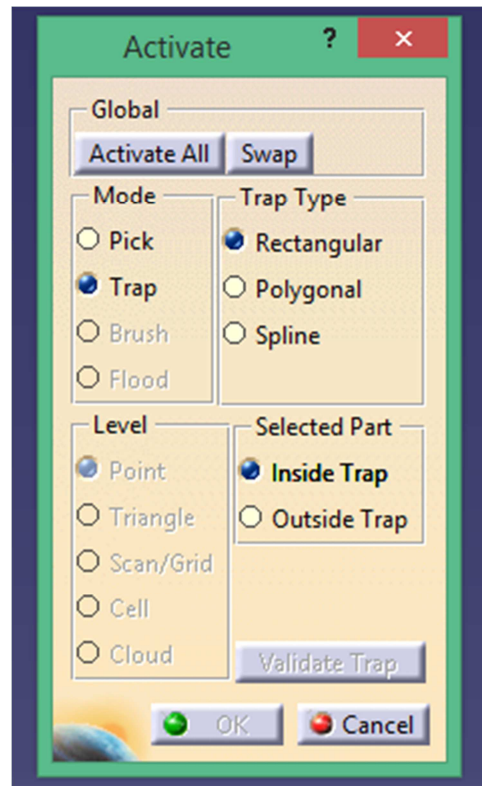 Activate ?
Global
Activate All Swap
Mode
Pick
Trap
Brush
Flood
Trap Type
Rectangular
Polygonal
Spline
Level
Point
Triangle
Scan/Grid
Cell
Cloud
Selected Part
Inside Trap
Outside Trap
Validate Trap
OK Cancel